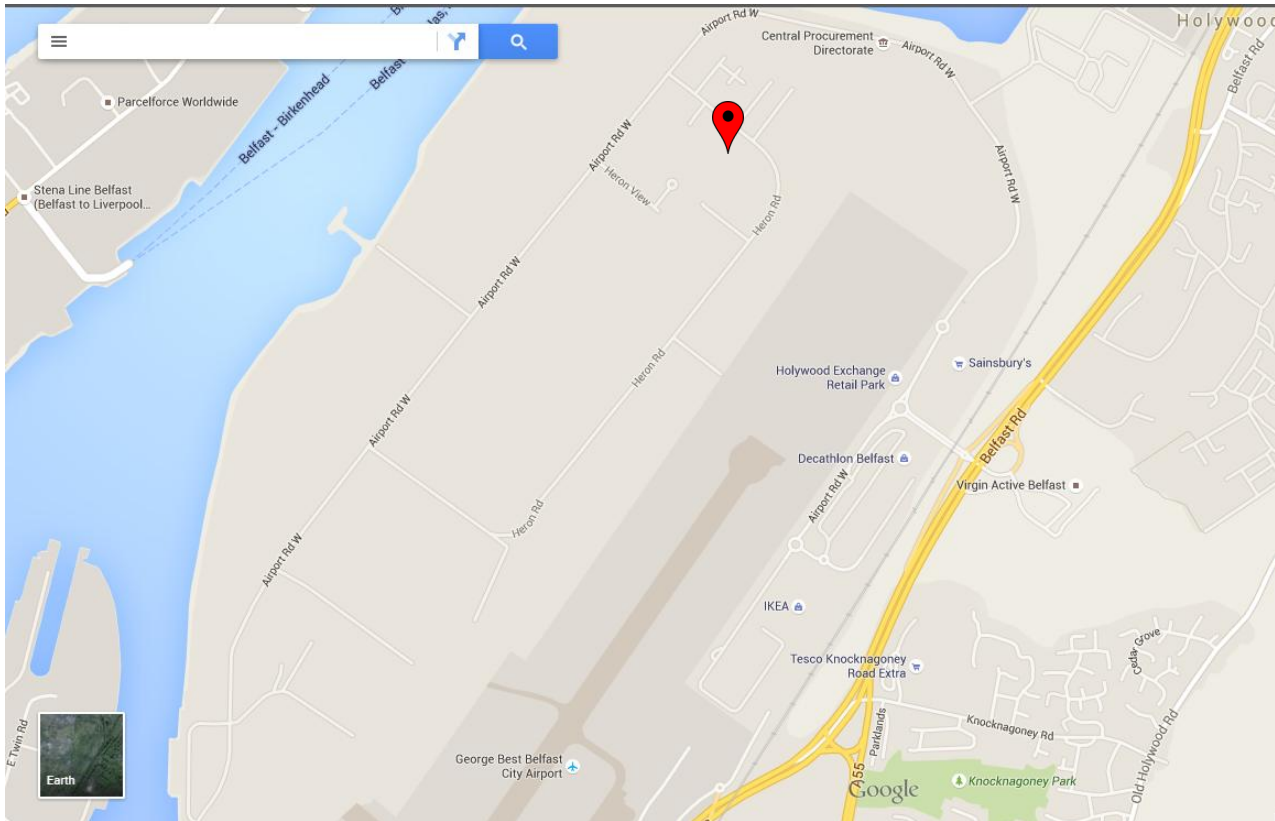 Airport Rd W
Holywood
Central Procurement
Directorate
Airport Rd W
Belfast Rd
Parcelforce Worldwide
Belfast - Birkenhead
Belfast
Airport Rd W
Airport Rd W
Stena Line Belfast
(Belfast to Liverpool...
Heron View
Heron Rd
Airport Rd W
Heron Rd
Sainsbury's
Holywood Exchange
Retail Park
Airport Rd W
Belfast Rd
Decathlon Belfast
Virgin Active Belfast
Airport Rd W
Heron Rd
Airport Rd W
IKEA
Cedar Grove
Tesco Knocknagoney
Road Extra
E Twin Rd
Parklands
Knocknagoney Rd
Old Holywood Rd
George Best Belfast
City Airport
Earth
A55
Google
Knocknagoney Park